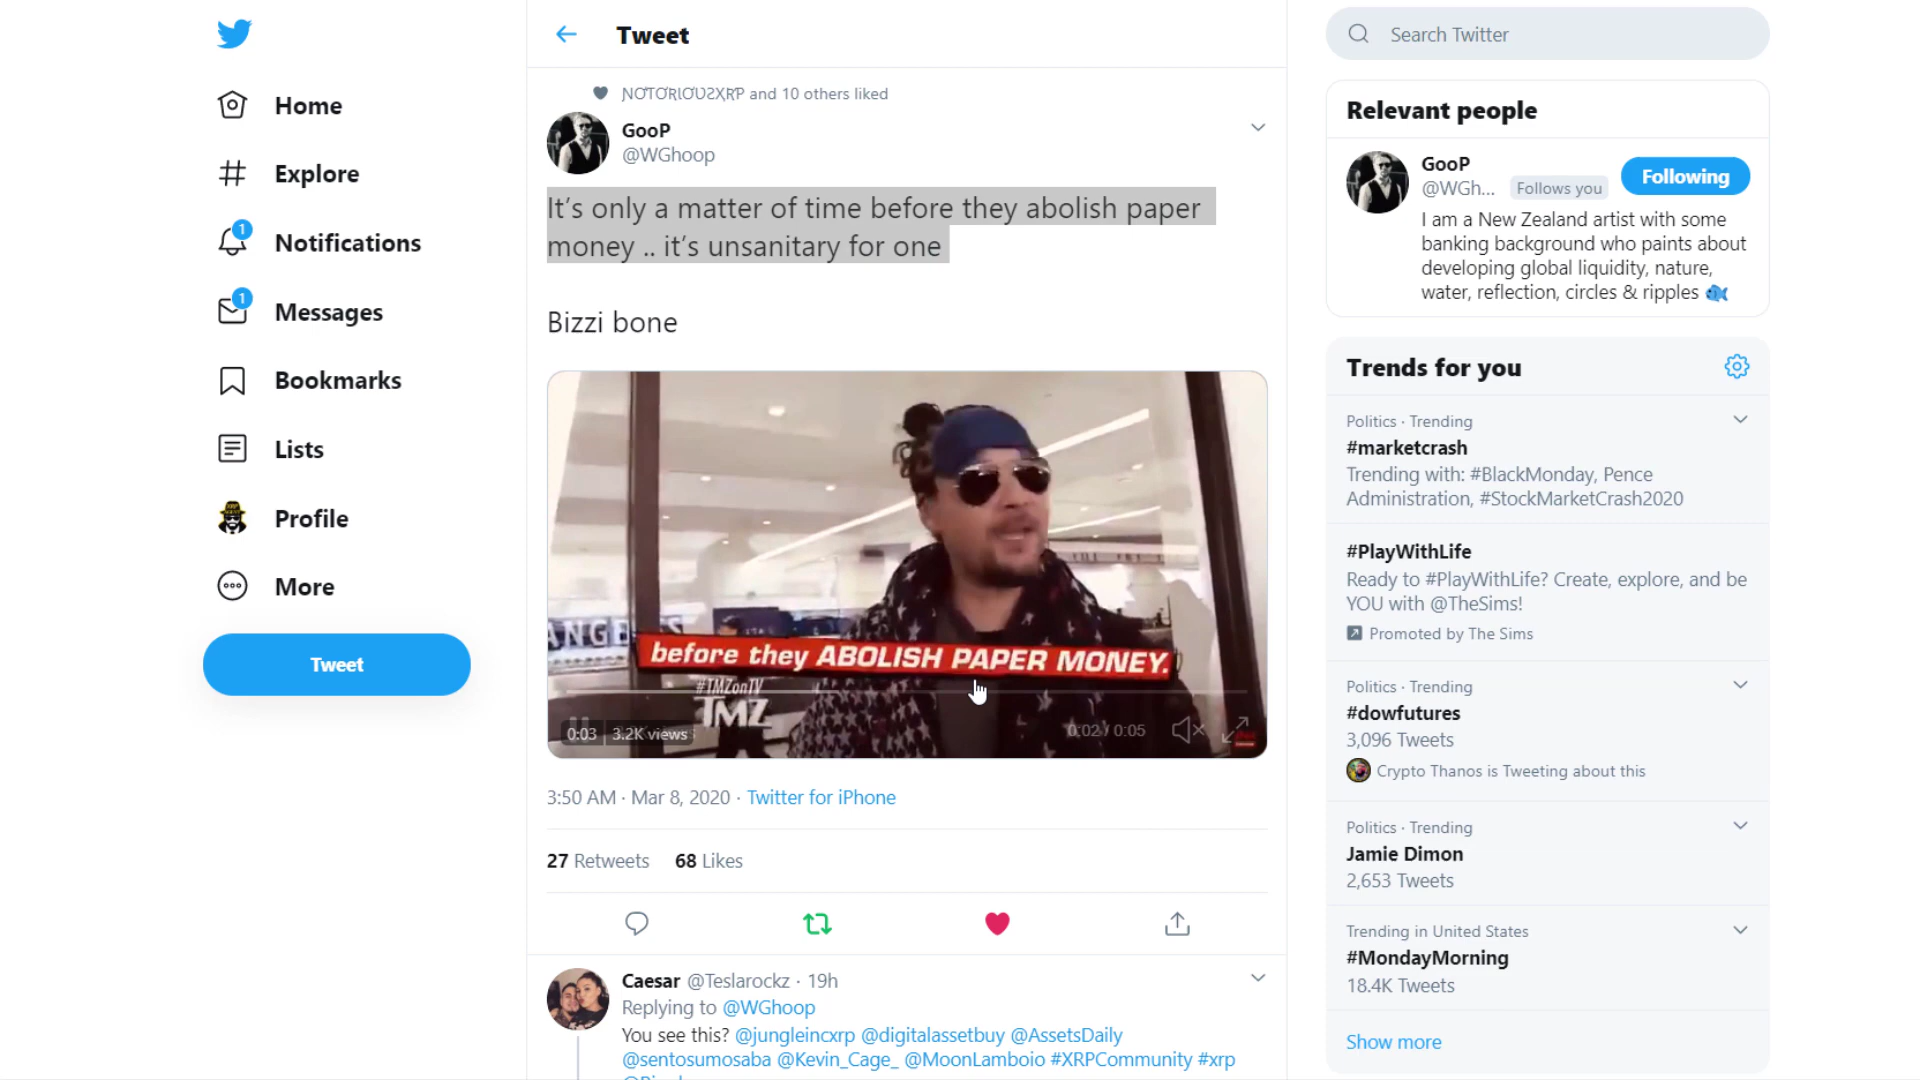 Home
Explore
1
Notifications
1
Messages
Bookmarks
Lists
Profile
More
Tweet
Tweet
NOTORIOUSXRP and 10 others liked
GooP
@WGhoop
It’s only a matter of time before they abolish paper
money .. it’s unsanitary for one
Bizzi bone
ANGELES
before they ABOLISH PAPER MONEY.
#TMZonTV
TMZ
0:03 3.2K views
0:02 / 0:05
3:50 AM · Mar 8, 2020 · Twitter for iPhone
27 Retweets 68 Likes
Caesar @Teslarockz · 19h
Replying to @WGhoop
You see this? @jungleincxrp @digitalassetbuy @AssetsDaily
@sentosumosaba @Kevin_Cage_ @MoonLamboio #XRPCommunity #xrp
Search Twitter
Relevant people
GooP
@WGh... Follows you
Following
I am a New Zealand artist with some
banking background who paints about
developing global liquidity, nature,
water, reflection, circles & ripples
Trends for you
Politics · Trending
#marketcrash
Trending with: #BlackMonday, Pence
Administration, #StockMarketCrash2020
#PlayWithLife
Ready to #PlayWithLife? Create, explore, and be
YOU with @TheSims!
Promoted by The Sims
Politics · Trending
#dowfutures
3,096 Tweets
Crypto Thanos is Tweeting about this
Politics · Trending
Jamie Dimon
2,653 Tweets
Trending in United States
#MondayMorning
18.4K Tweets
Show more